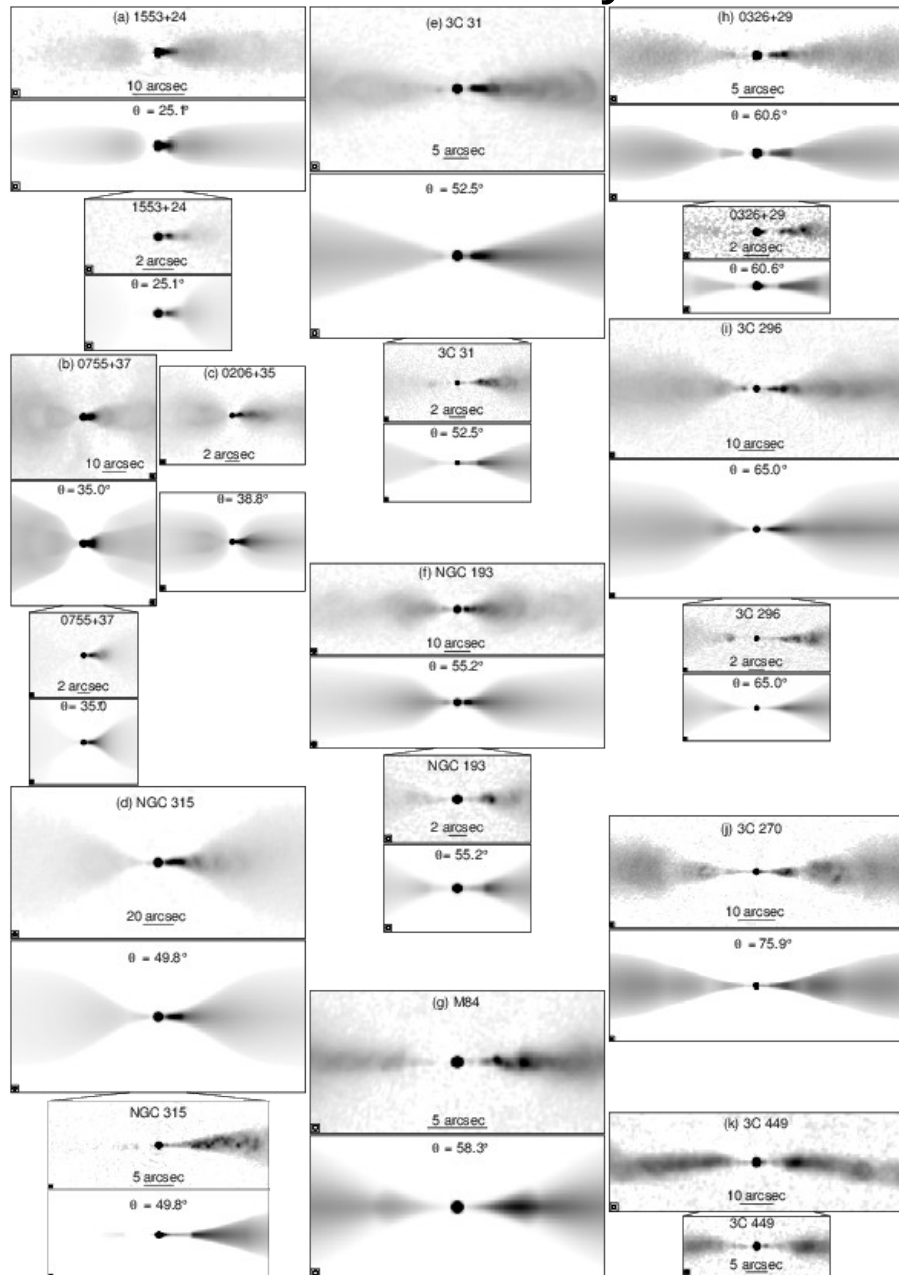 (a) 1553+24
10 arcsec
θ = 25.1°
1553+24
2 arcsec
θ = 25.1°
(b) 0755+37
10 arcsec
θ = 35.0°
0755+37
2 arcsec
θ = 35.0
(c) 0206+35
2 arcsec
θ = 38.8°
(d) NGC 315
20 arcsec
θ = 49.8°
NGC 315
5 arcsec
θ = 49.8°
(e) 3C 31
5 arcsec
θ = 52.5°
3C 31
2 arcsec
θ = 52.5°
(f) NGC 193
10 arcsec
θ = 55.2°
NGC 193
2 arcsec
θ = 55.2°
(g) M84
5 arcsec
θ = 58.3°
(h) 0326+29
5 arcsec
θ = 60.6°
0326+29
2 arcsec
θ = 60.6°
(i) 3C 296
10 arcsec
θ = 65.0°
3C 296
2 arcsec
θ = 65.0°
(j) 3C 270
10 arcsec
θ = 75.9°
(k) 3C 449
10 arcsec
3C 449
5 arcsec